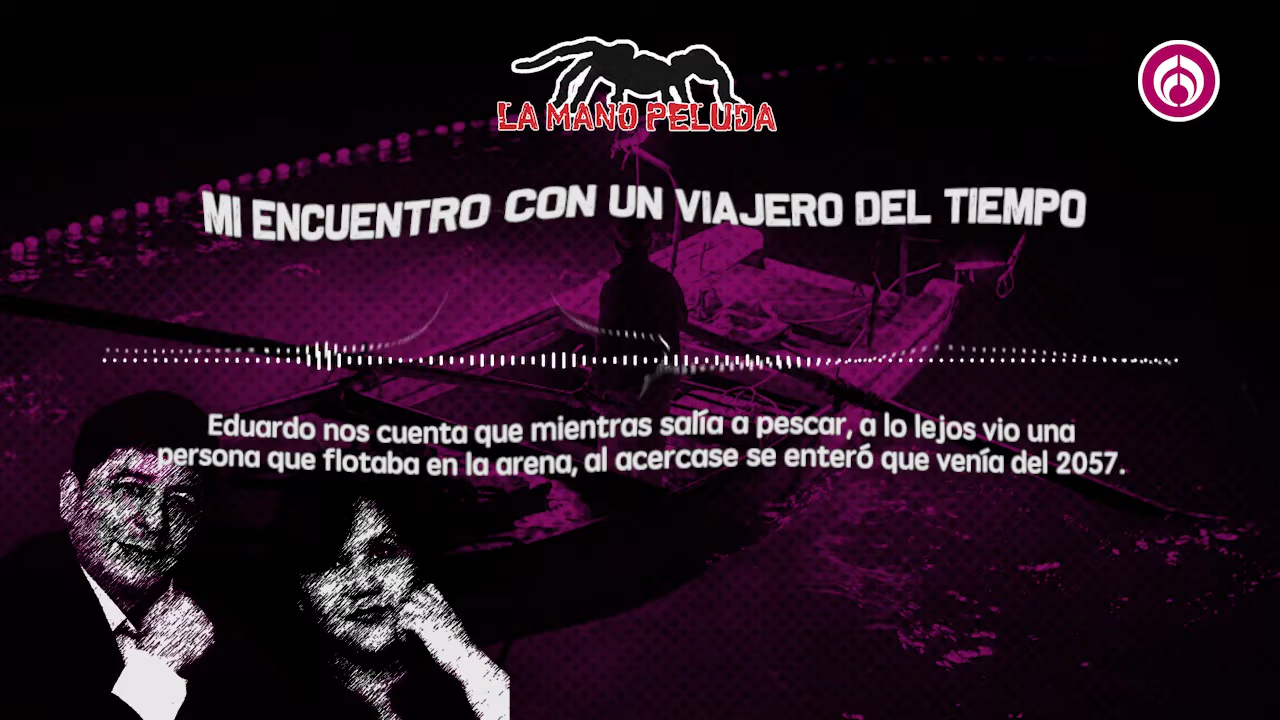 LA MANO PELUDA
MI ENCUENTRO CON UN VIAJERO DEL TIEMPO
Eduardo nos cuenta que mientras salía a pescar, a lo lejos vio una
persona que flotaba en la arena, al acercase se enteró que venía del 2057.